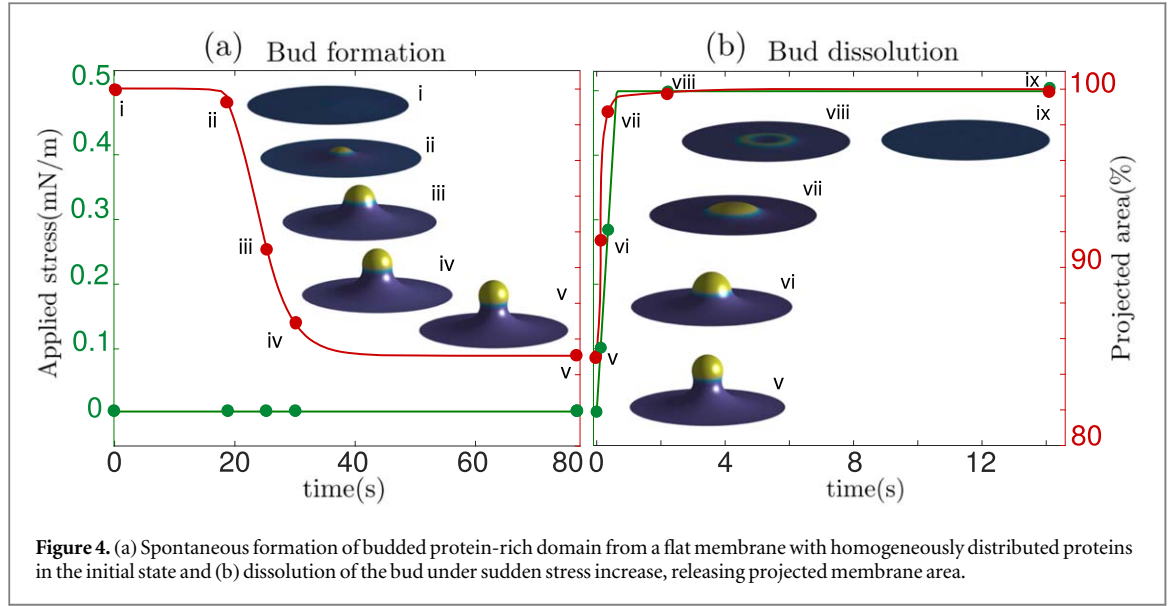 (a) Bud formation
(b) Bud dissolution
Applied stress(mN/m)
0.5
0.4
0.3
0.2
0.1
0
i
ii
iii
iv
v
i
ii
iii
iv
v
0 20 40 60 80
time(s)
v
vi
vii
viii
ix
viii
ix
vii
vi
v
0 4 8 12
time(s)
100
90
80
Projected area(%)
Figure 4. (a) Spontaneous formation of budded protein-rich domain from a flat membrane with homogeneously distributed proteins
in the initial state and (b) dissolution of the bud under sudden stress increase, releasing projected membrane area.